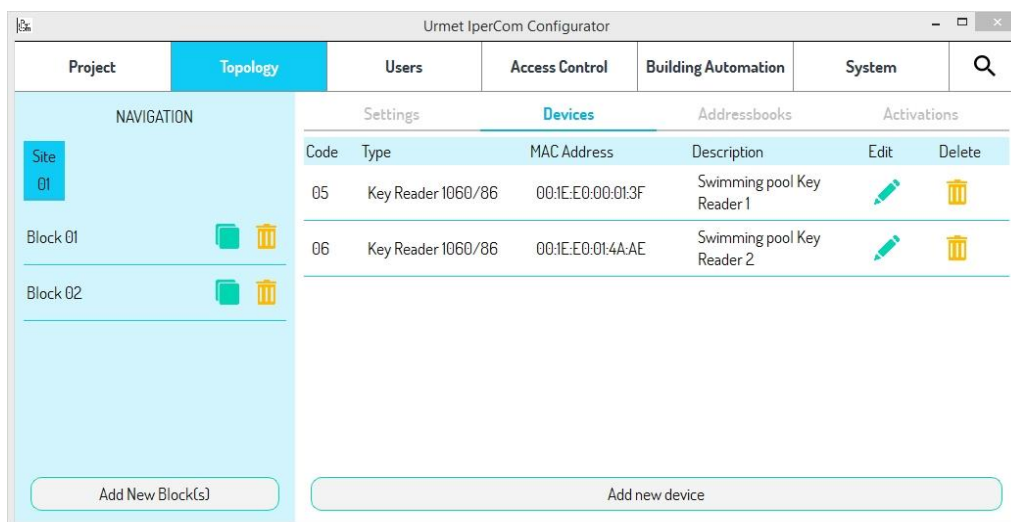 Urmet IperCom Configurator
Project Topology Users Access Control Building Automation System
NAVIGATION
Settings Devices Addressbooks Activations
Site
01
Code Type MAC Address Description Edit Delete
05 Key Reader 1060/86 00:1E:E0:00:01:3F Swimming pool Key
Reader 1
Block 01
06 Key Reader 1060/86 00:1E:E0:01:4A:AE Swimming pool Key
Reader 2
Block 02
Add New Block(s)
Add new device